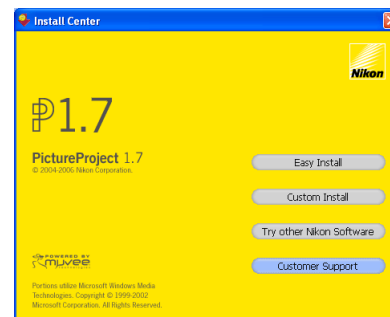 Install Center
Nikon
P1.7
PictureProject 1.7
© 2004-2006 Nikon Corporation.
Easy Install
Custom Install
Try other Nikon Software
Customer Support
POWERED BY
muvee
technologies
Portions utilize Microsoft Windows Media
Technologies. Copyright © 1999-2002
Microsoft Corporation. All Rights Reserved.